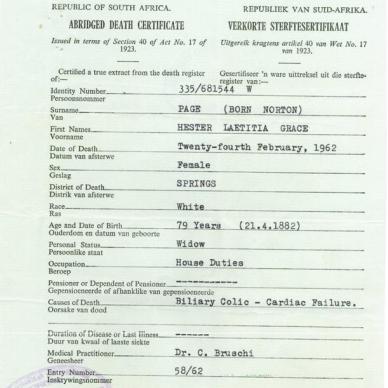 REPUBLIC OF SOUTH AFRICA. REPUBLIEK VAN SUID-AFRIKA.
ABRIDGED DEATH CERTIFICATE VERKORTE STERFTESERTIFIKAAT
Issued in terms of Section 40 of Act No. 17 of Uitgereik kragtens artikel 40 van Wet No. 17
1923. van 1923.
Certified a true extract from the death register Gesertifiseer 'n ware uittreksel uit die sterfte-
of:— register van:—
Identity Number 335/681544 W
Persoonsnommer
Surname PAGE (BORN NORTON)
Van
First Names HESTER LAETITIA GRACE
Voorname
Date of Death Twenty-fourth February, 1962
Datum van afsterwe
Sex Female
Geslag
District of Death SPRINGS
Distrik van afsterwe
Race White
Ras
Age and Date of Birth 79 Years (21.4.1882)
Ouderdom en datum van geboorte
Personal Status Widow
Persoonlike staat
Occupation House Duties
Beroep
Pensioner or Dependent of Pensioner -----------
Gepensioeneerde of afhanklike van gepensioeneerde
Causes of Death Biliary Colic - Cardiac Failure.
Oorsake van dood
Duration of Disease or Last Illness ------
Duur van kwaal of laaste siekte
Medical Practitioner Dr. C. Bruschi
Geneesheer
Entry Number 58/62
Inskrywingsnommer